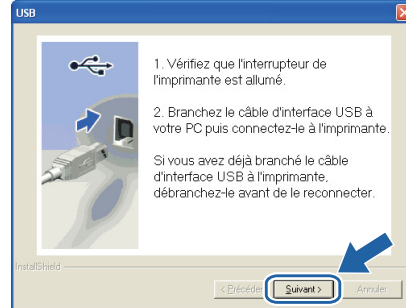 USB
1. Vérifiez que l'interrupteur de
l'imprimante est allumé.
2. Branchez le câble d'interface USB à
votre PC puis connectez-le à l'imprimante.
Si vous avez déjà branché le câble
d'interface USB à l'imprimante,
débranchez-le avant de le reconnecter.
InstallShield
< Précéden Suivant > Annuler